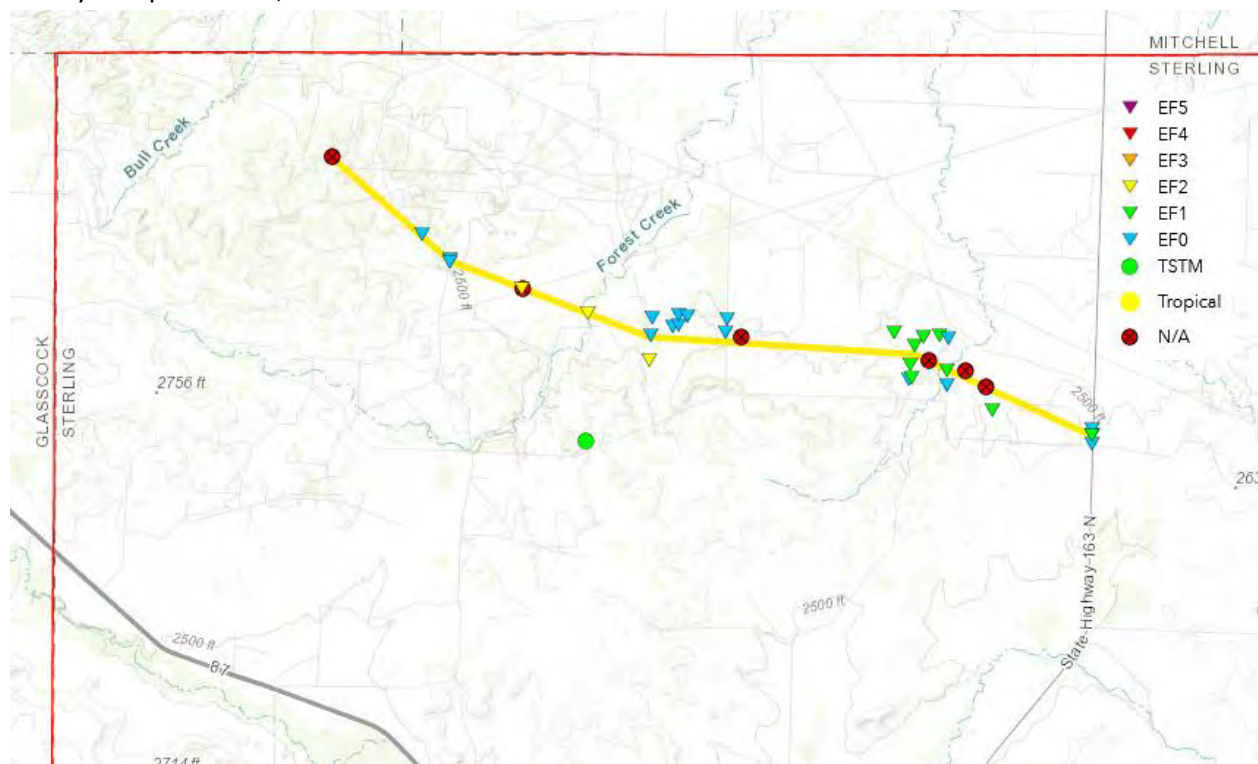 MITCHELL
STERLING
EF5
EF4
EF3
EF2
EF1
EF0
TSTM
Tropical
N/A
Bull Creek
Forest Creek
2500 ft
GLASSCOCK
STERLING
2756 ft
2500 ft
263
2500 ft
State-Highway-163-N
2500 ft
87
2714 ft